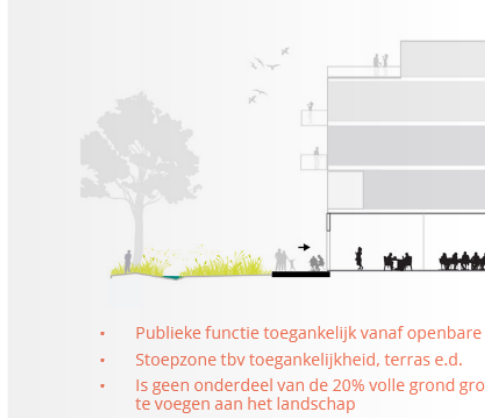 Publieke functie toegankelijk vanaf openbare
Stoepzone tbv toegankelijkheid, terras e.d.
Is geen onderdeel van de 20% volle grond gro
te voegen aan het landschap